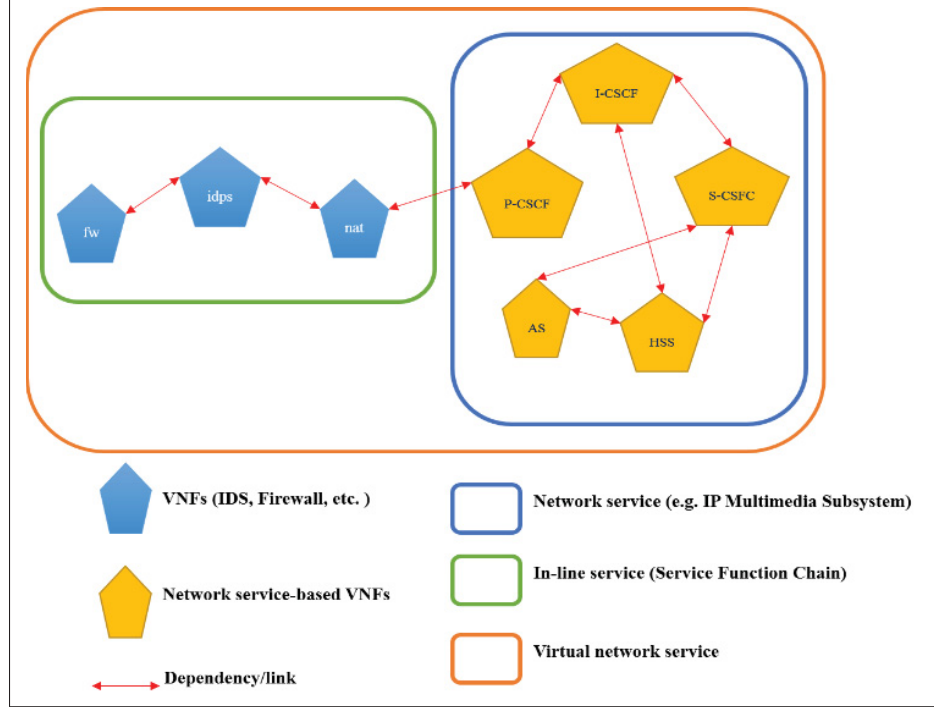 I-CSCF
P-CSCF
S-CSFC
idps
fw
nat
AS
HSS
VNFs (IDS, Firewall, etc. )
Network service (e.g. IP Multimedia Subsystem)
Network service-based VNFs
In-line service (Service Function Chain)
Dependency/link
Virtual network service